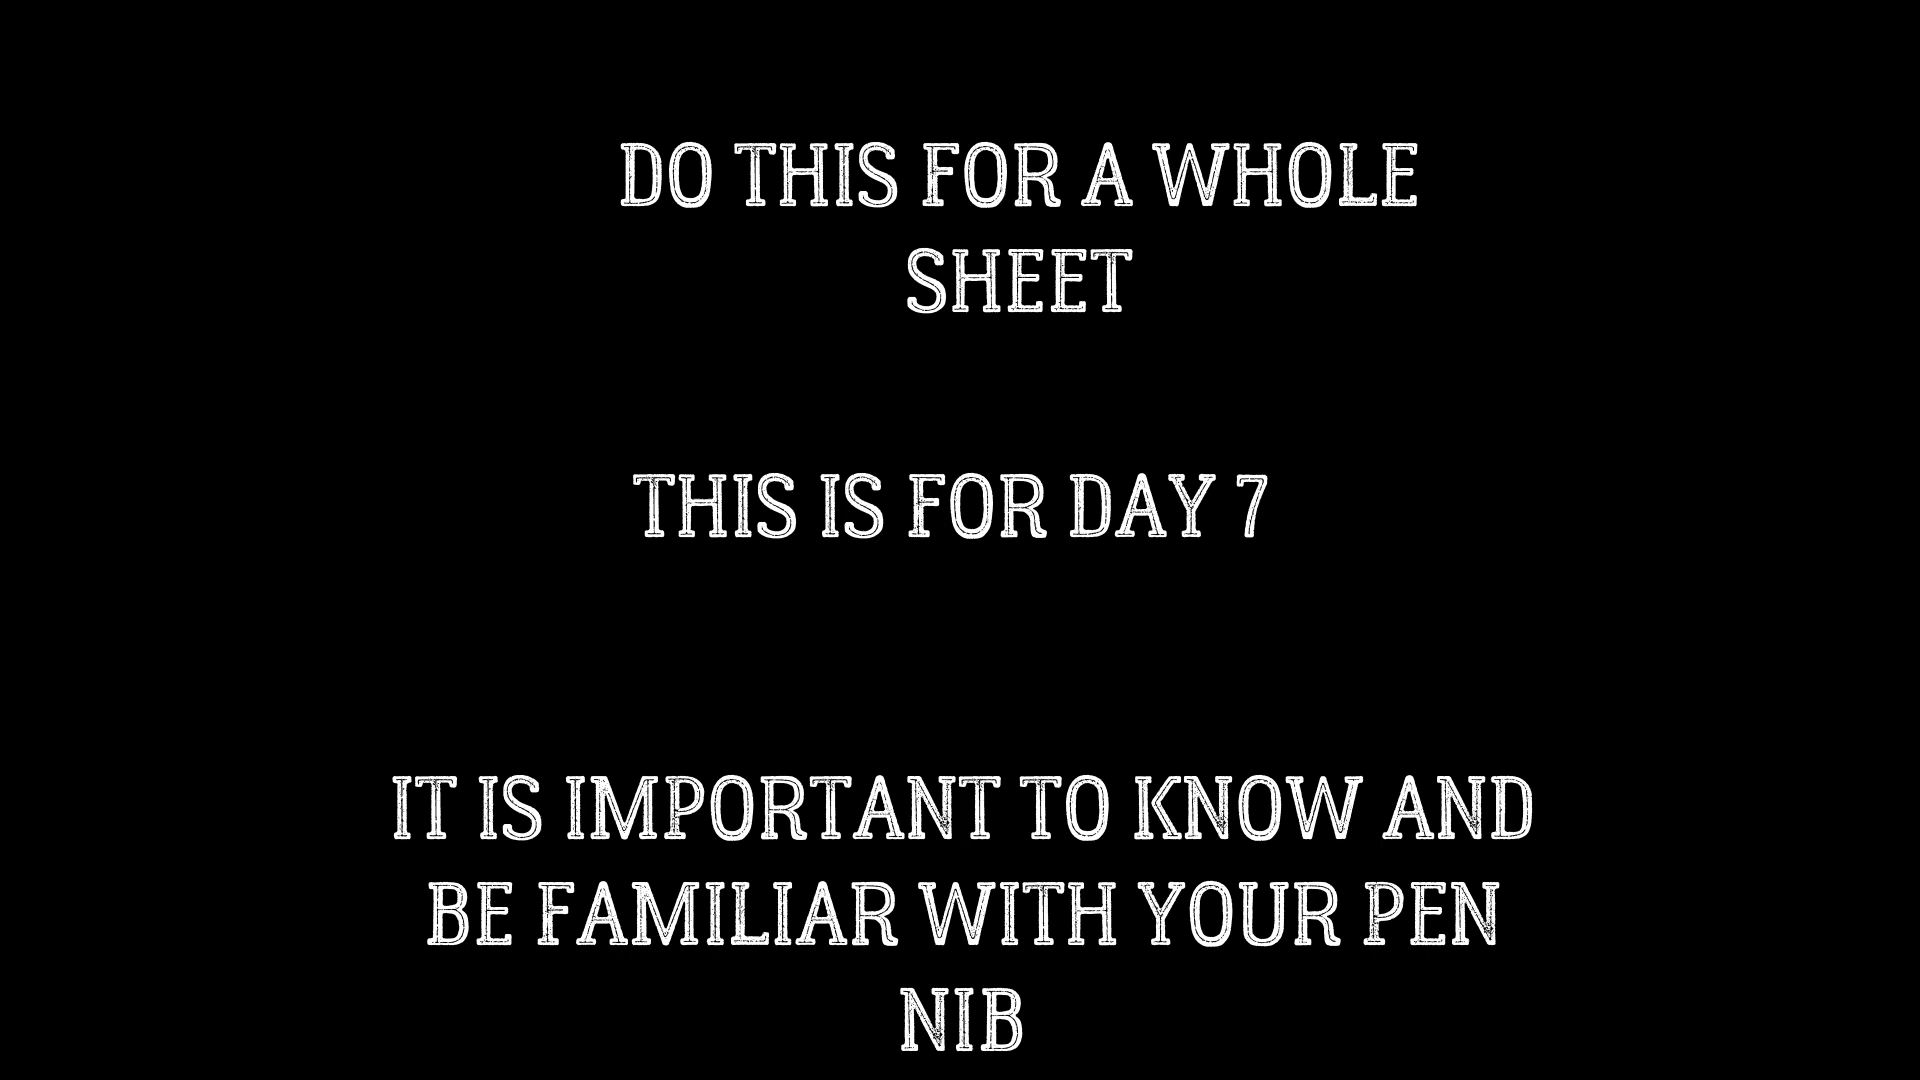 DO THIS FOR A WHOLE
SHEET
THIS IS FOR DAY 7
IT IS IMPORTANT TO KNOW AND
BE FAMILIAR WITH YOUR PEN
NIB